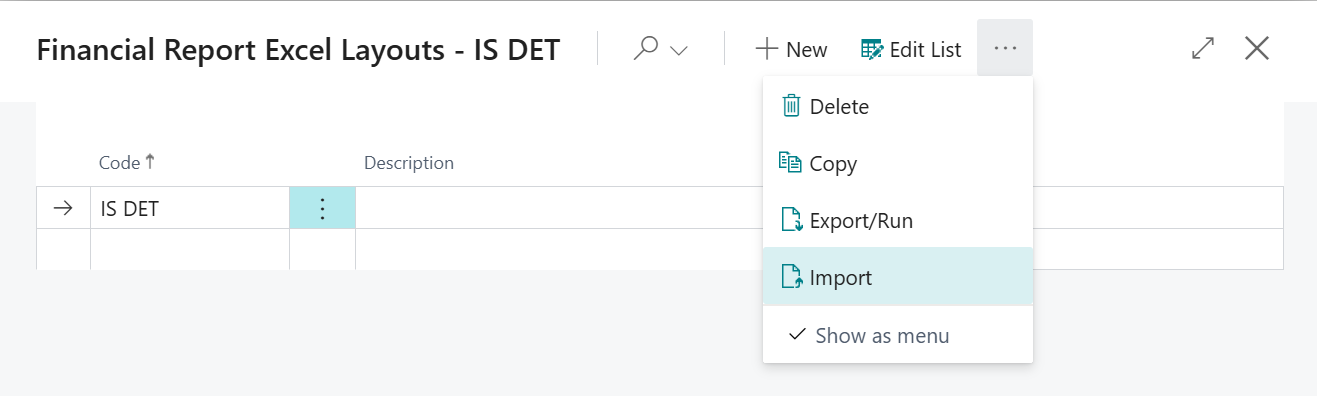 Financial Report Excel Layouts - IS DET
New
Edit List
Delete
Copy
Export/Run
Import
Show as menu
Code
Description
IS DET